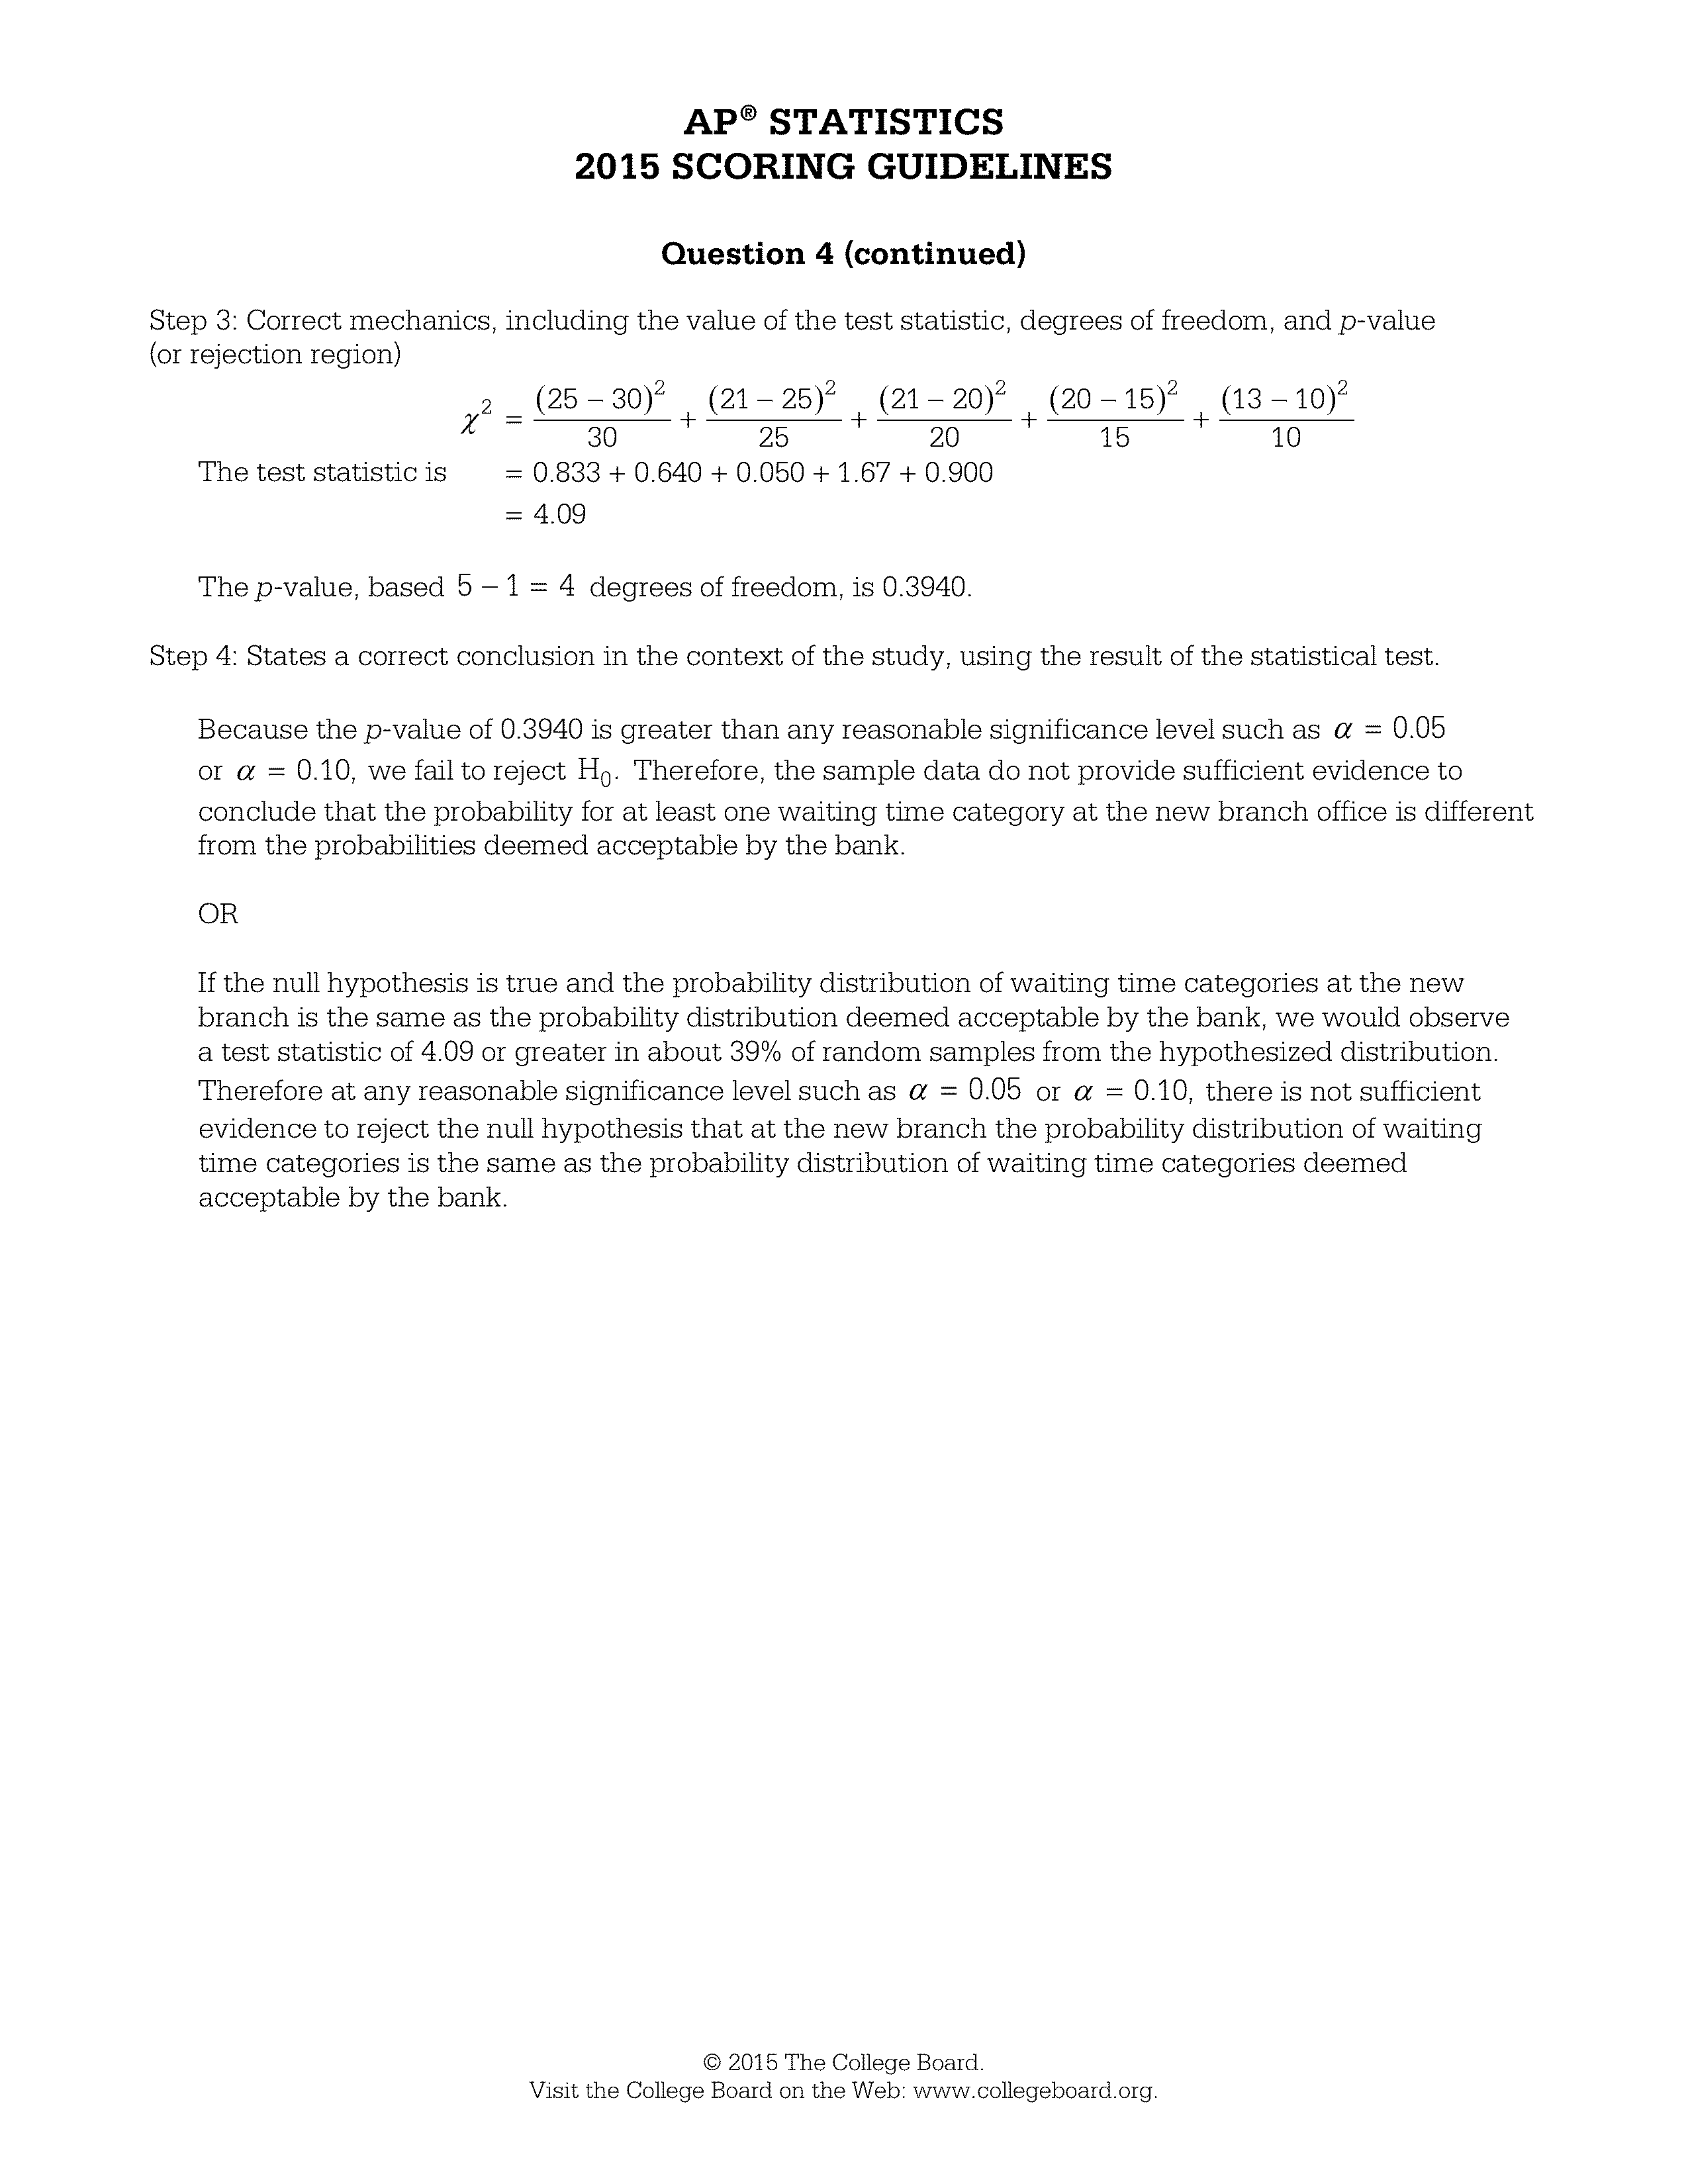 AP® STATISTICS
2015 SCORING GUIDELINES
Question 4 (continued)
Step 3: Correct mechanics, including the value of the test statistic, degrees of freedom, and p-value
(or rejection region)
χ² = (25 – 30)²/30 + (21 – 25)²/25 + (21 – 20)²/20 + (20 – 15)²/15 + (13 – 10)²/10
The test statistic is = 0.833 + 0.640 + 0.050 + 1.67 + 0.900
= 4.09
The p-value, based 5 – 1 = 4 degrees of freedom, is 0.3940.
Step 4: States a correct conclusion in the context of the study, using the result of the statistical test.
Because the p-value of 0.3940 is greater than any reasonable significance level such as α = 0.05
or α = 0.10, we fail to reject H₀. Therefore, the sample data do not provide sufficient evidence to
conclude that the probability for at least one waiting time category at the new branch office is different
from the probabilities deemed acceptable by the bank.
OR
If the null hypothesis is true and the probability distribution of waiting time categories at the new
branch is the same as the probability distribution deemed acceptable by the bank, we would observe
a test statistic of 4.09 or greater in about 39% of random samples from the hypothesized distribution.
Therefore at any reasonable significance level such as α = 0.05 or α = 0.10, there is not sufficient
evidence to reject the null hypothesis that at the new branch the probability distribution of waiting
time categories is the same as the probability distribution of waiting time categories deemed
acceptable by the bank.
© 2015 The College Board.
Visit the College Board on the Web: www.collegeboard.org.